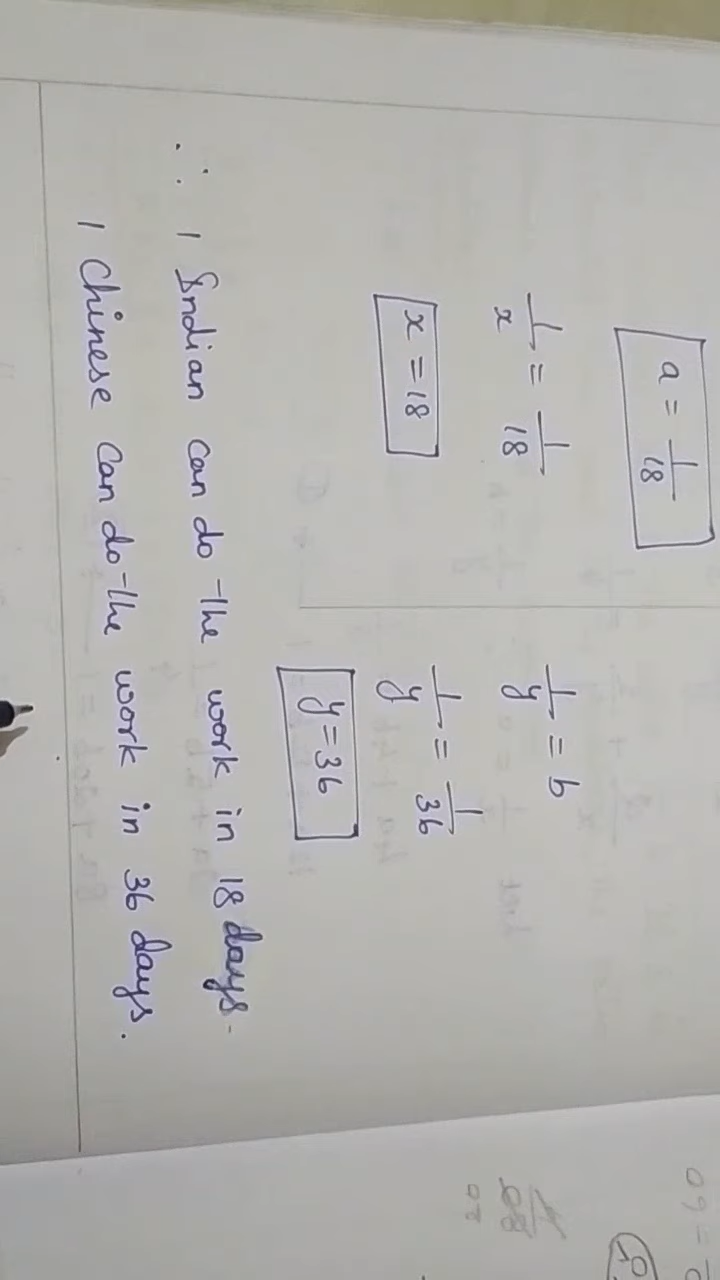 a = 1/18
1/x = 1/18
x = 18
1/y = b
1/y = 1/36
y = 36
∴ 1 Indian can do the work in 18 days.
1 Chinese can do the work in 36 days.